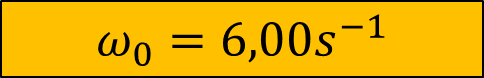 ω₀ = 6,00s⁻¹